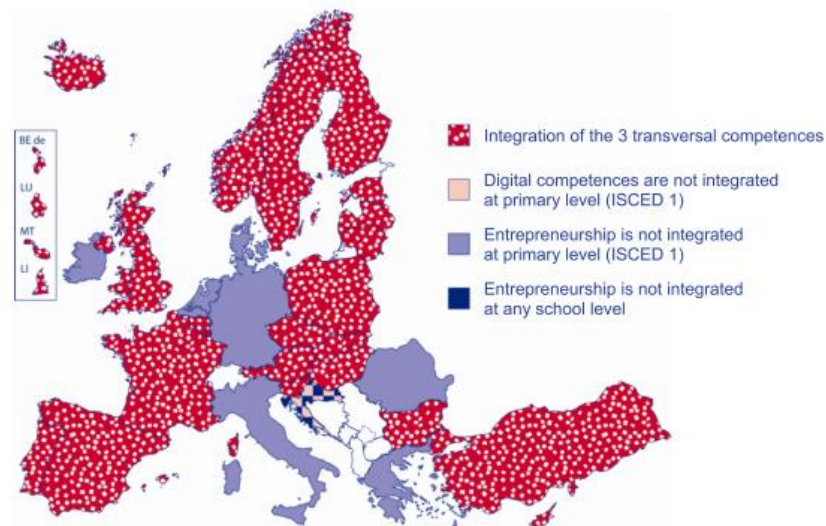 BE de
LU
MT
LI
Integration of the 3 transversal competences
Digital competences are not integrated
at primary level (ISCED 1)
Entrepreneurship is not integrated
at primary level (ISCED 1)
Entrepreneurship is not integrated
at any school level